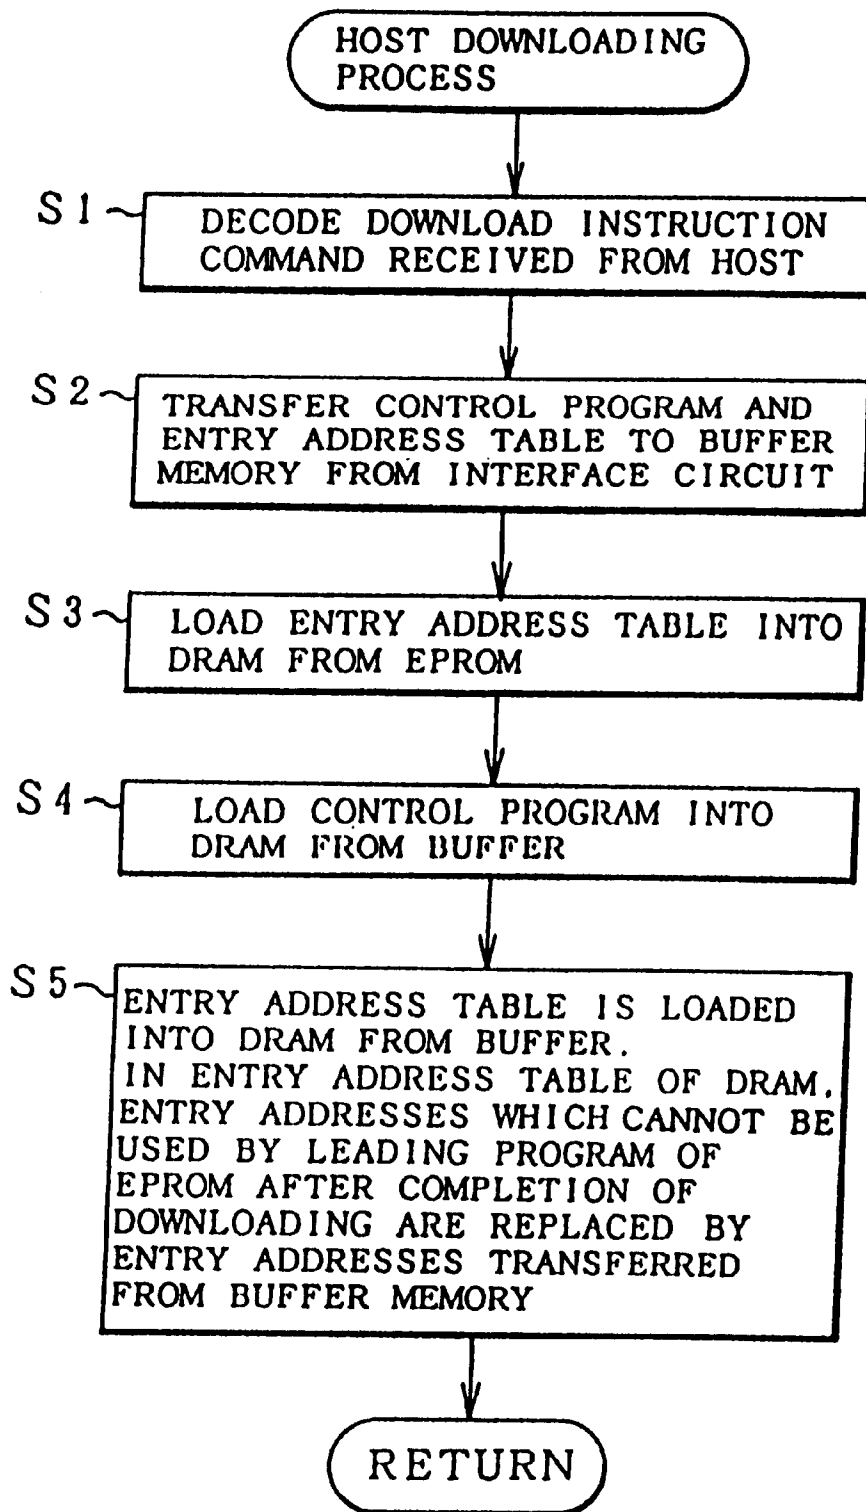 HOST DOWNLOADING
PROCESS
S1
DECODE DOWNLOAD INSTRUCTION
COMMAND RECEIVED FROM HOST
S2
TRANSFER CONTROL PROGRAM AND
ENTRY ADDRESS TABLE TO BUFFER
MEMORY FROM INTERFACE CIRCUIT
S3
LOAD ENTRY ADDRESS TABLE INTO
DRAM FROM EPROM
S4
LOAD CONTROL PROGRAM INTO
DRAM FROM BUFFER
S5
ENTRY ADDRESS TABLE IS LOADED
INTO DRAM FROM BUFFER.
IN ENTRY ADDRESS TABLE OF DRAM.
ENTRY ADDRESSES WHICH CANNOT BE
USED BY LEADING PROGRAM OF
EPROM AFTER COMPLETION OF
DOWNLOADING ARE REPLACED BY
ENTRY ADDRESSES TRANSFERRED
FROM BUFFER MEMORY
RETURN